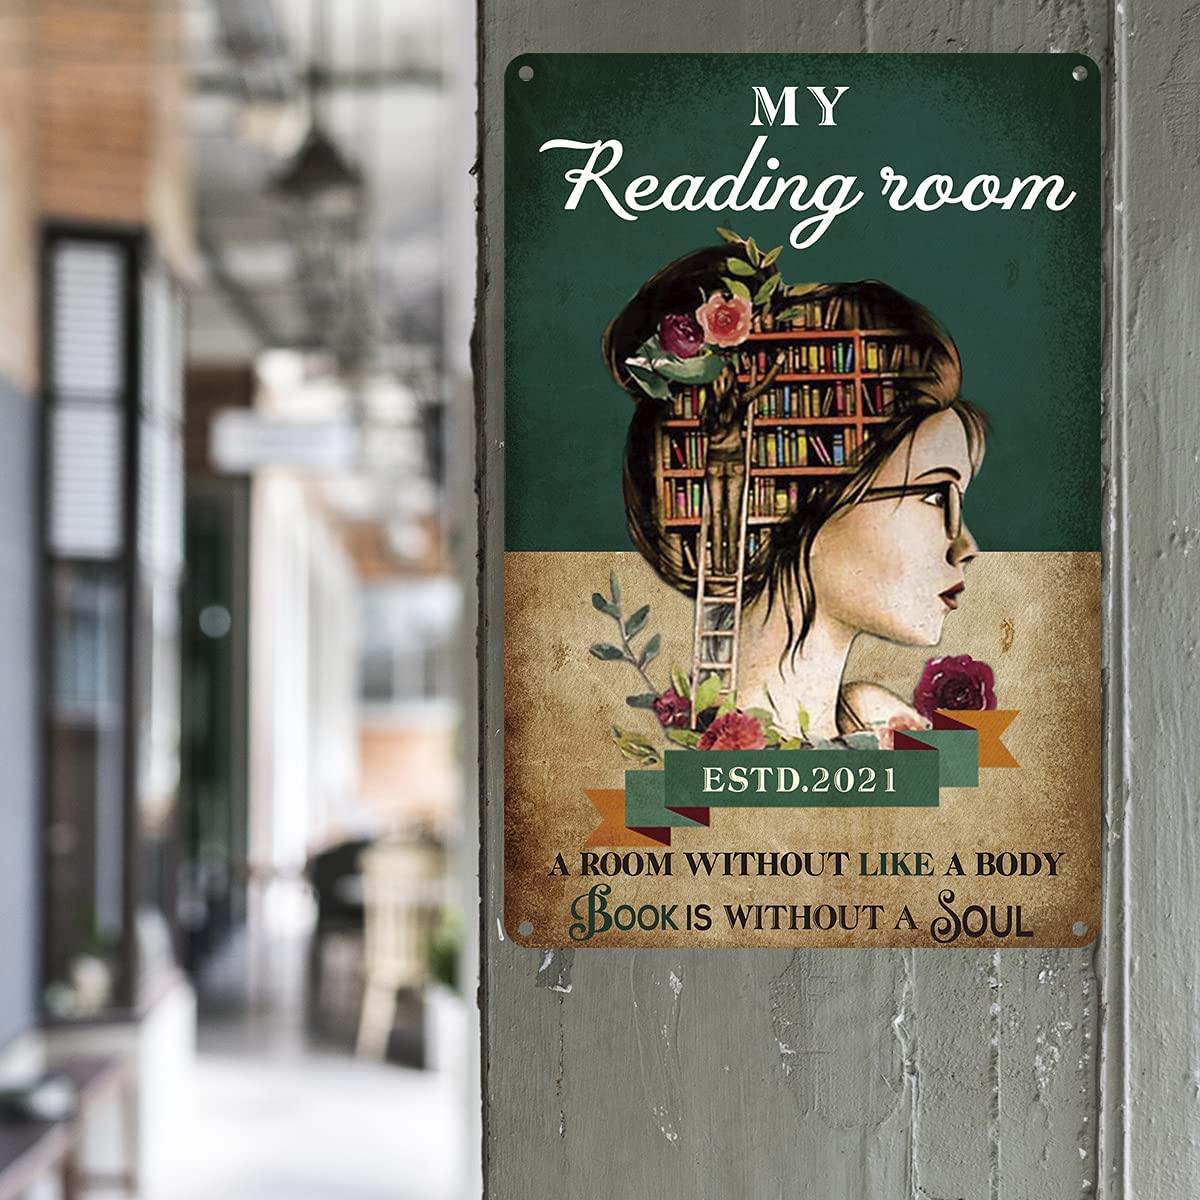 MY
Reading room
ESTD.2021
A ROOM WITHOUT LIKE A BODY
BOOK IS WITHOUT A SOUL